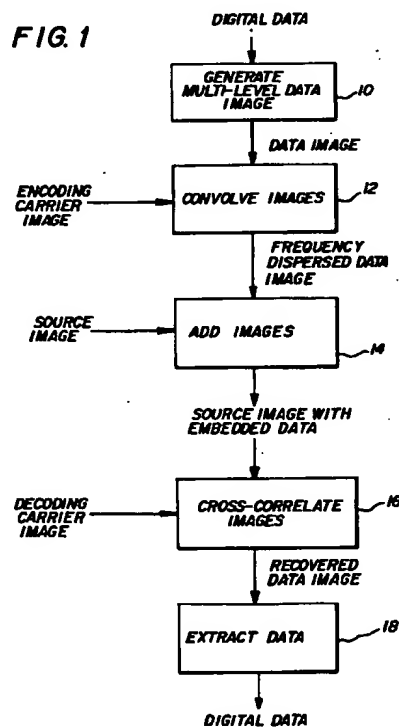 FIG. 1
DIGITAL DATA
GENERATE
MULTI-LEVEL DATA
IMAGE
10
DATA IMAGE
ENCODING
CARRIER
IMAGE
CONVOLVE IMAGES
12
FREQUENCY
DISPERSED DATA
IMAGE
SOURCE
IMAGE
ADD IMAGES
14
SOURCE IMAGE WITH
EMBEDDED DATA
DECODING
CARRIER
IMAGE
CROSS-CORRELATE
IMAGES
16
RECOVERED
DATA IMAGE
EXTRACT DATA
18
DIGITAL DATA